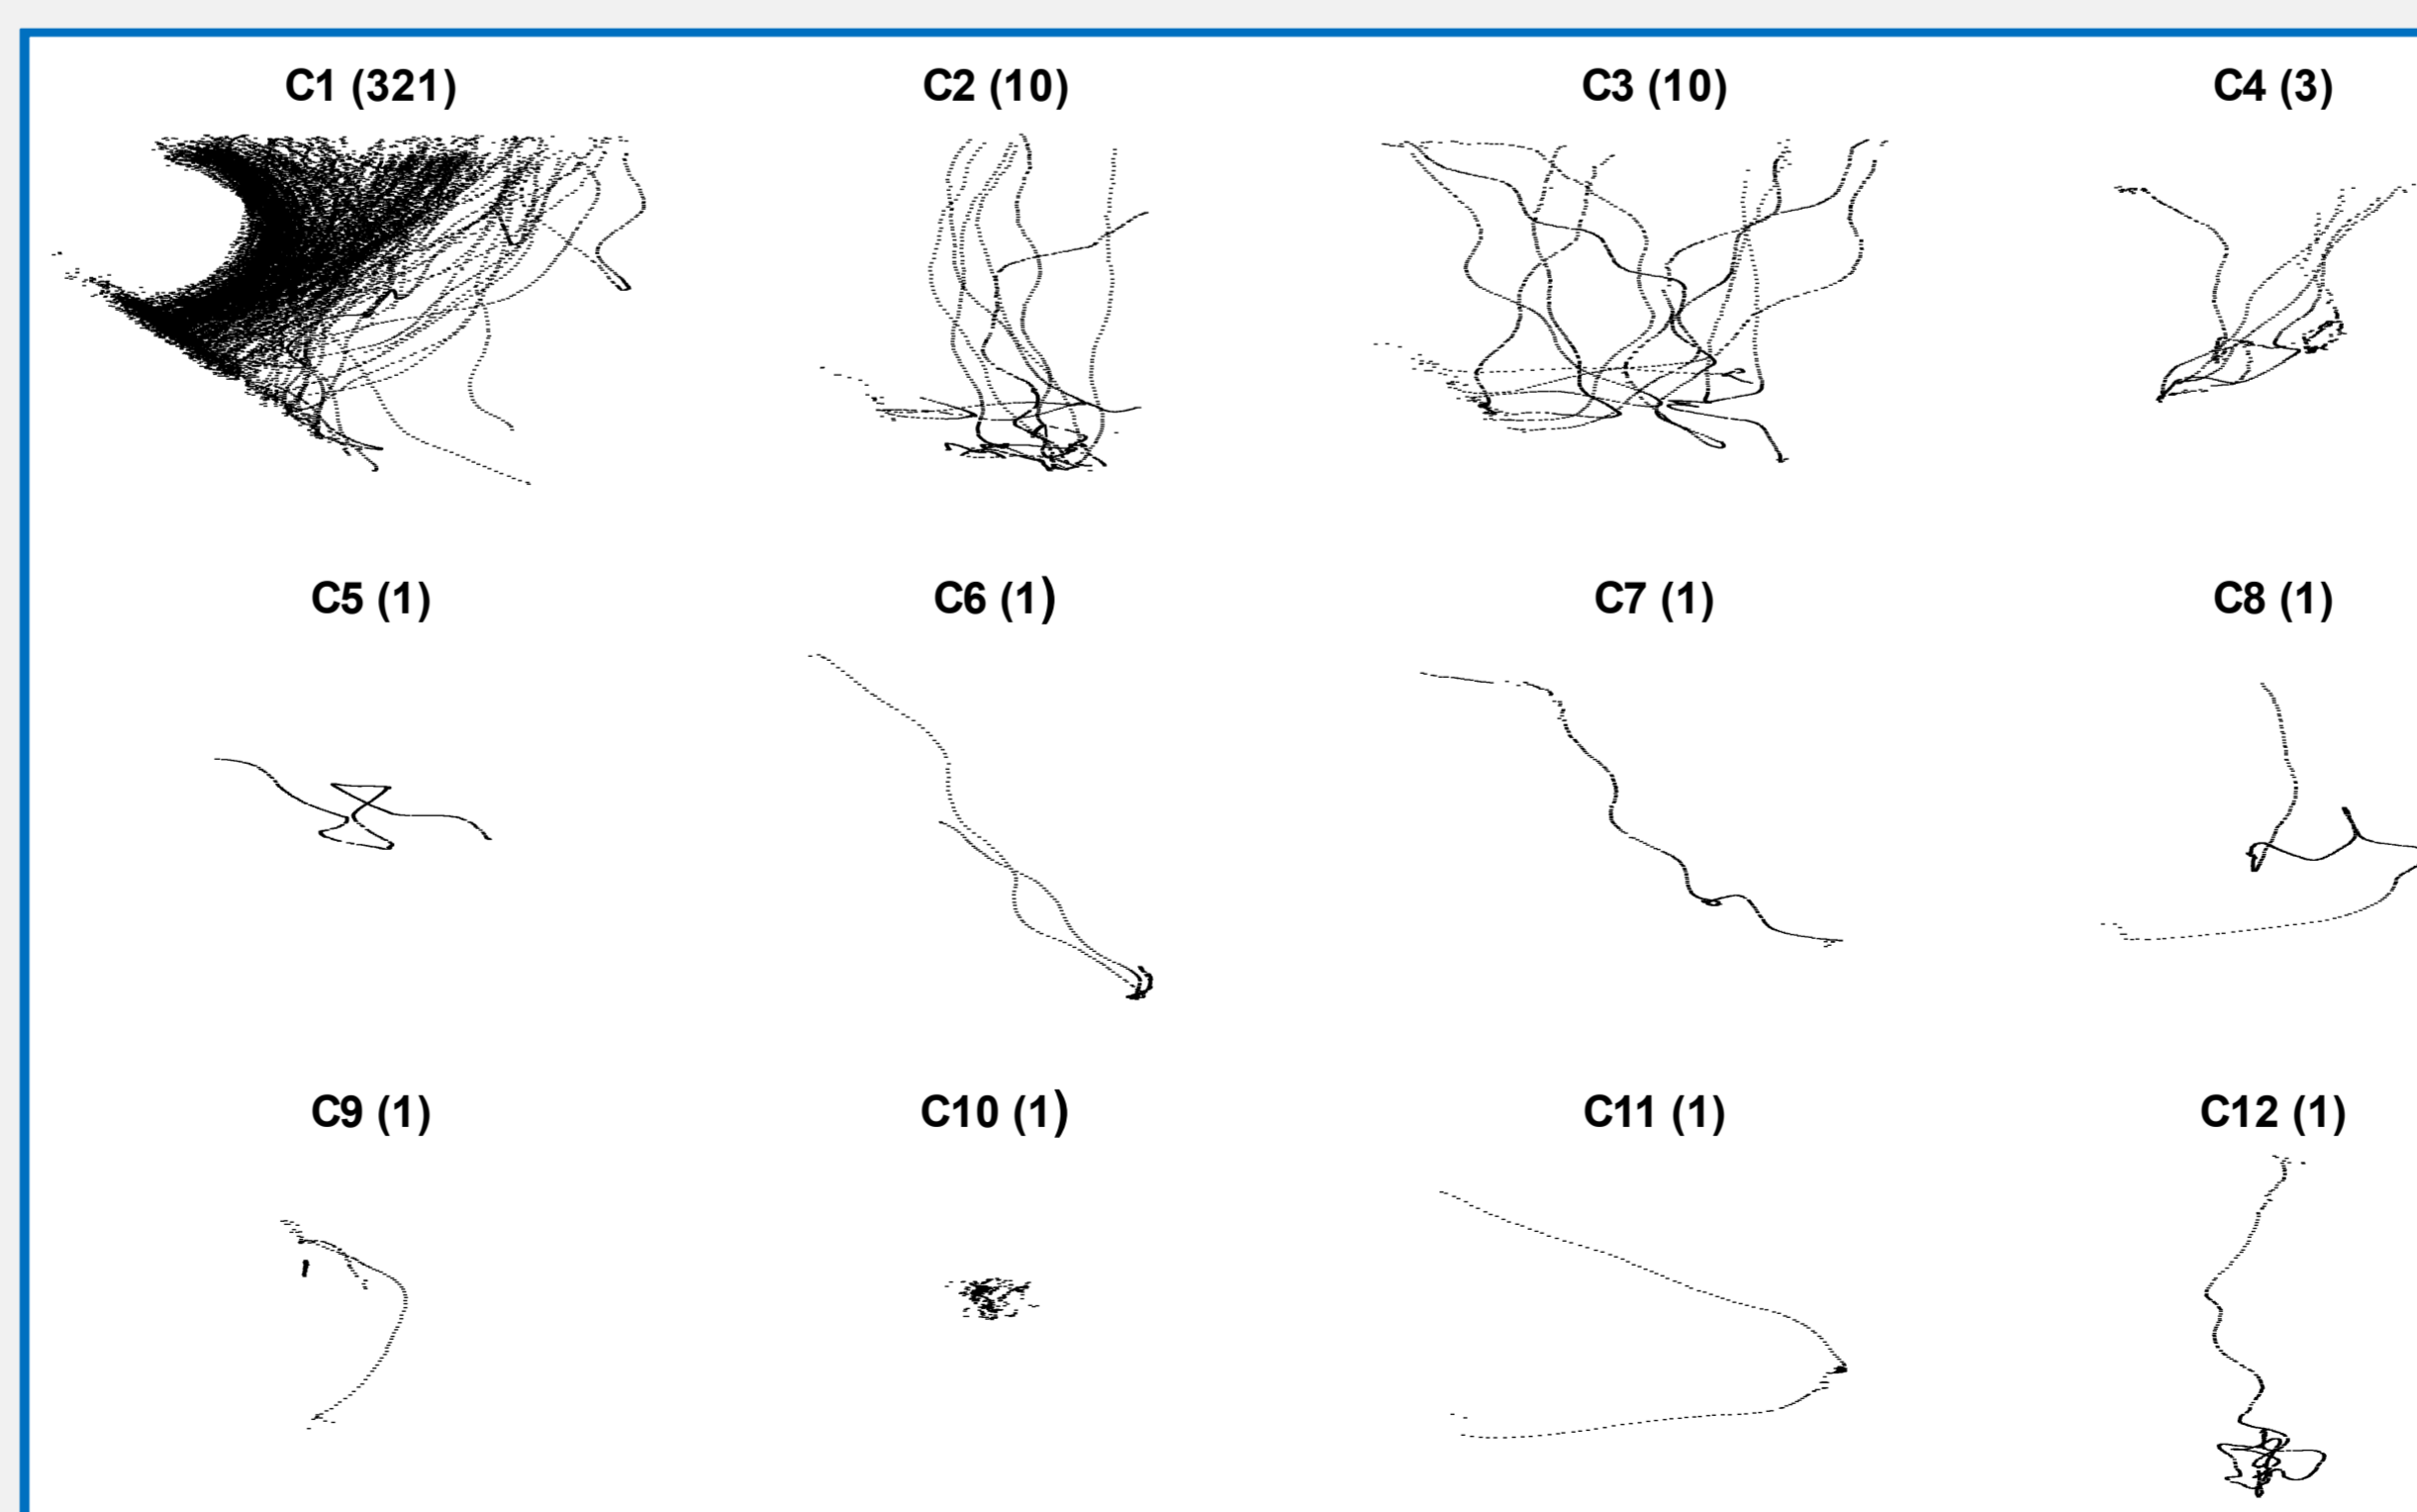 C1 (321) C2 (10) C3 (10) C4 (3)
C5 (1) C6 (1) C7 (1) C8 (1)
C9 (1) C10 (1) C11 (1) C12 (1)